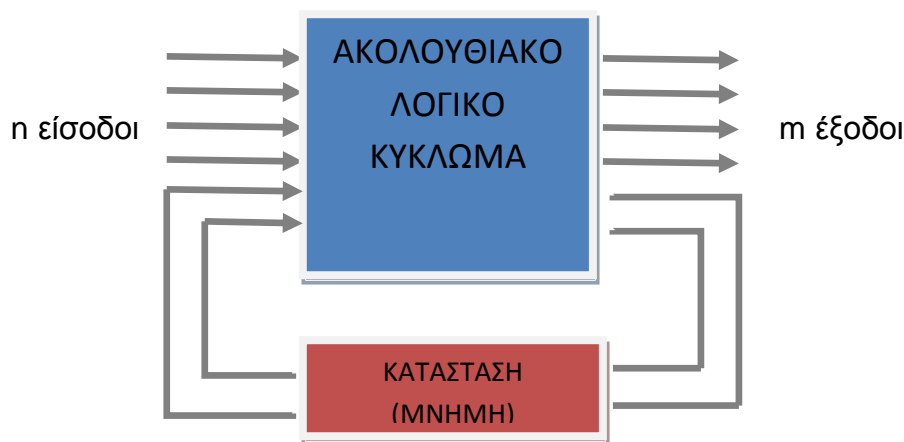 ΑΚΟΛΟΥΘΙΑΚΟ
ΛΟΓΙΚΟ
ΚΥΚΛΩΜΑ
n είσοδοι
m έξοδοι
ΚΑΤΑΣΤΑΣΗ
(ΜΝΗΜΗ)